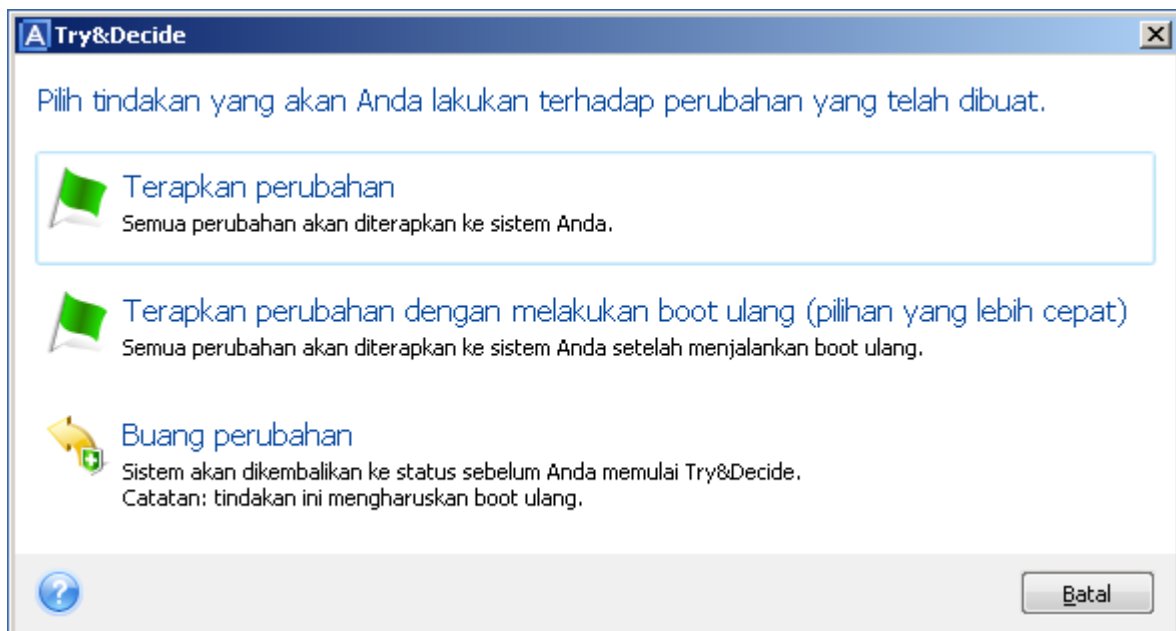 Try&Decide
Pilih tindakan yang akan Anda lakukan terhadap perubahan yang telah dibuat.
Terapkan perubahan
Semua perubahan akan diterapkan ke sistem Anda.
Terapkan perubahan dengan melakukan boot ulang (pilihan yang lebih cepat)
Semua perubahan akan diterapkan ke sistem Anda setelah menjalankan boot ulang.
Buang perubahan
Sistem akan dikembalikan ke status sebelum Anda memulai Try&Decide.
Catatan: tindakan ini mengharuskan boot ulang.
Batal